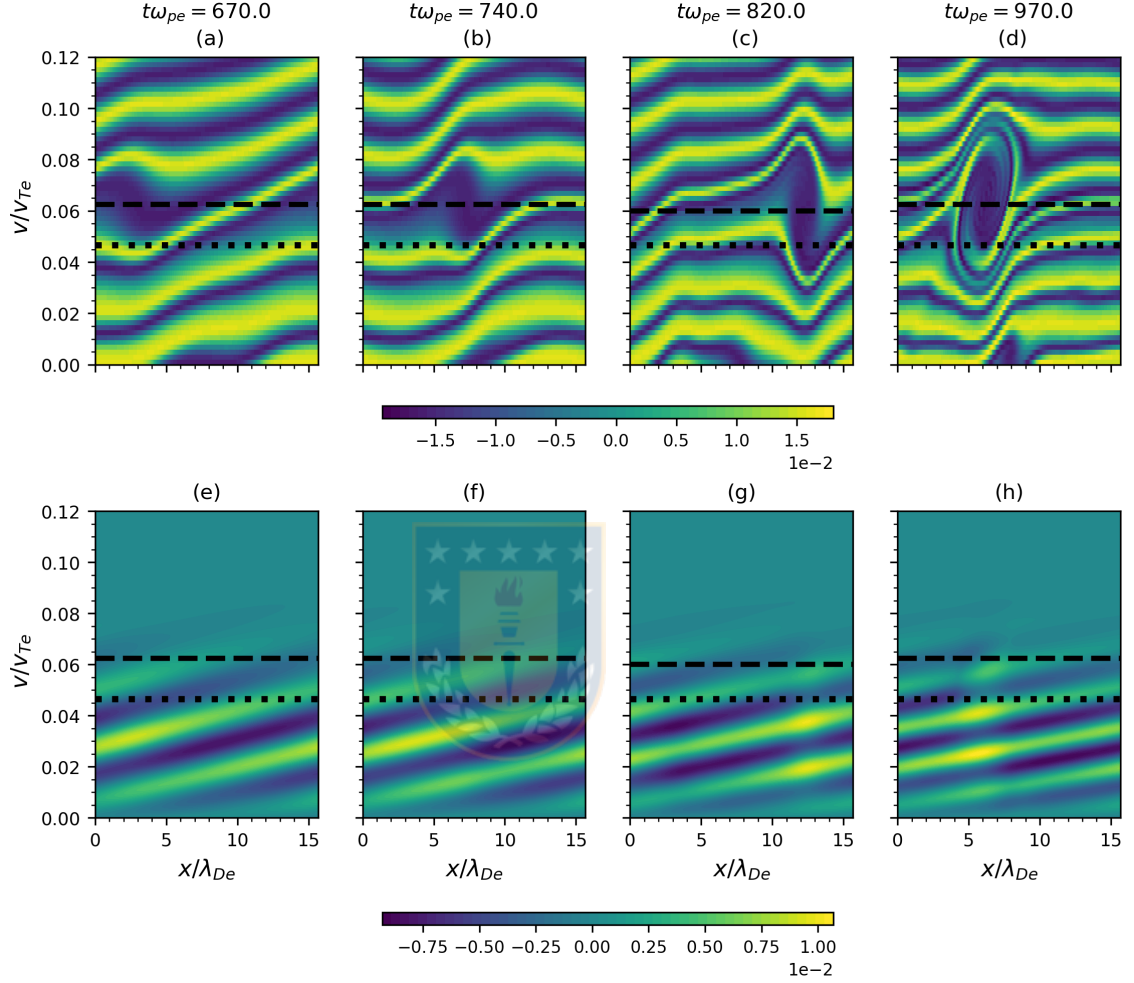 tω_pe = 670.0 tω_pe = 740.0 tω_pe = 820.0 tω_pe = 970.0
(a) (b) (c) (d)
0.12
0.10
0.08
0.06
0.04
0.02
0.00
v/v_Te
−1.5 −1.0 −0.5 0.0 0.5 1.0 1.5
1e−2
(e) (f) (g) (h)
0.12
0.10
0.08
0.06
0.04
0.02
0.00
v/v_Te
0 5 10 15 0 5 10 15 0 5 10 15 0 5 10 15
x/λ_De x/λ_De x/λ_De x/λ_De
−0.75 −0.50 −0.25 0.00 0.25 0.50 0.75 1.00
1e−2